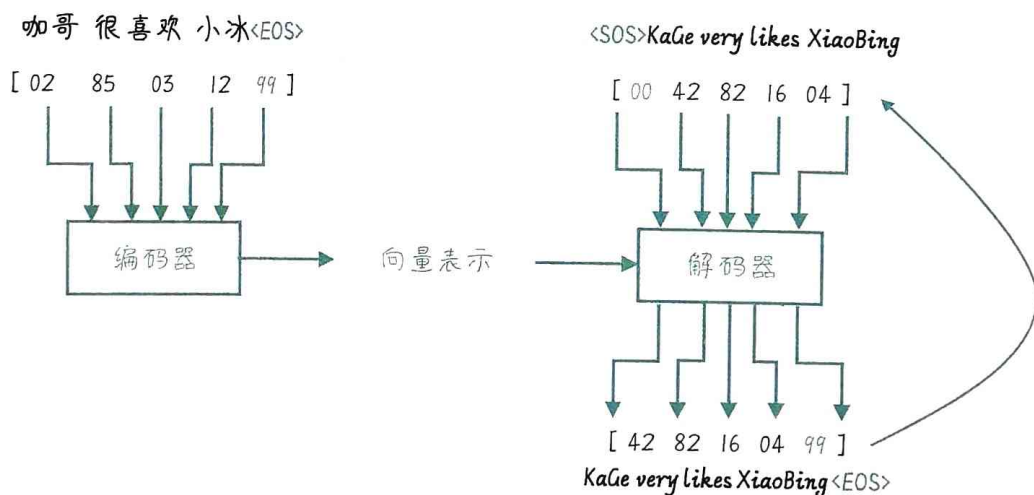 咖哥 很喜欢 小冰<EOS>
[ 02 85 03 12 99 ]
编码器
向量表示
<SOS>KaGe very likes XiaoBing
[ 00 42 82 16 04 ]
解码器
[ 42 82 16 04 99 ]
KaGe very likes XiaoBing<EOS>